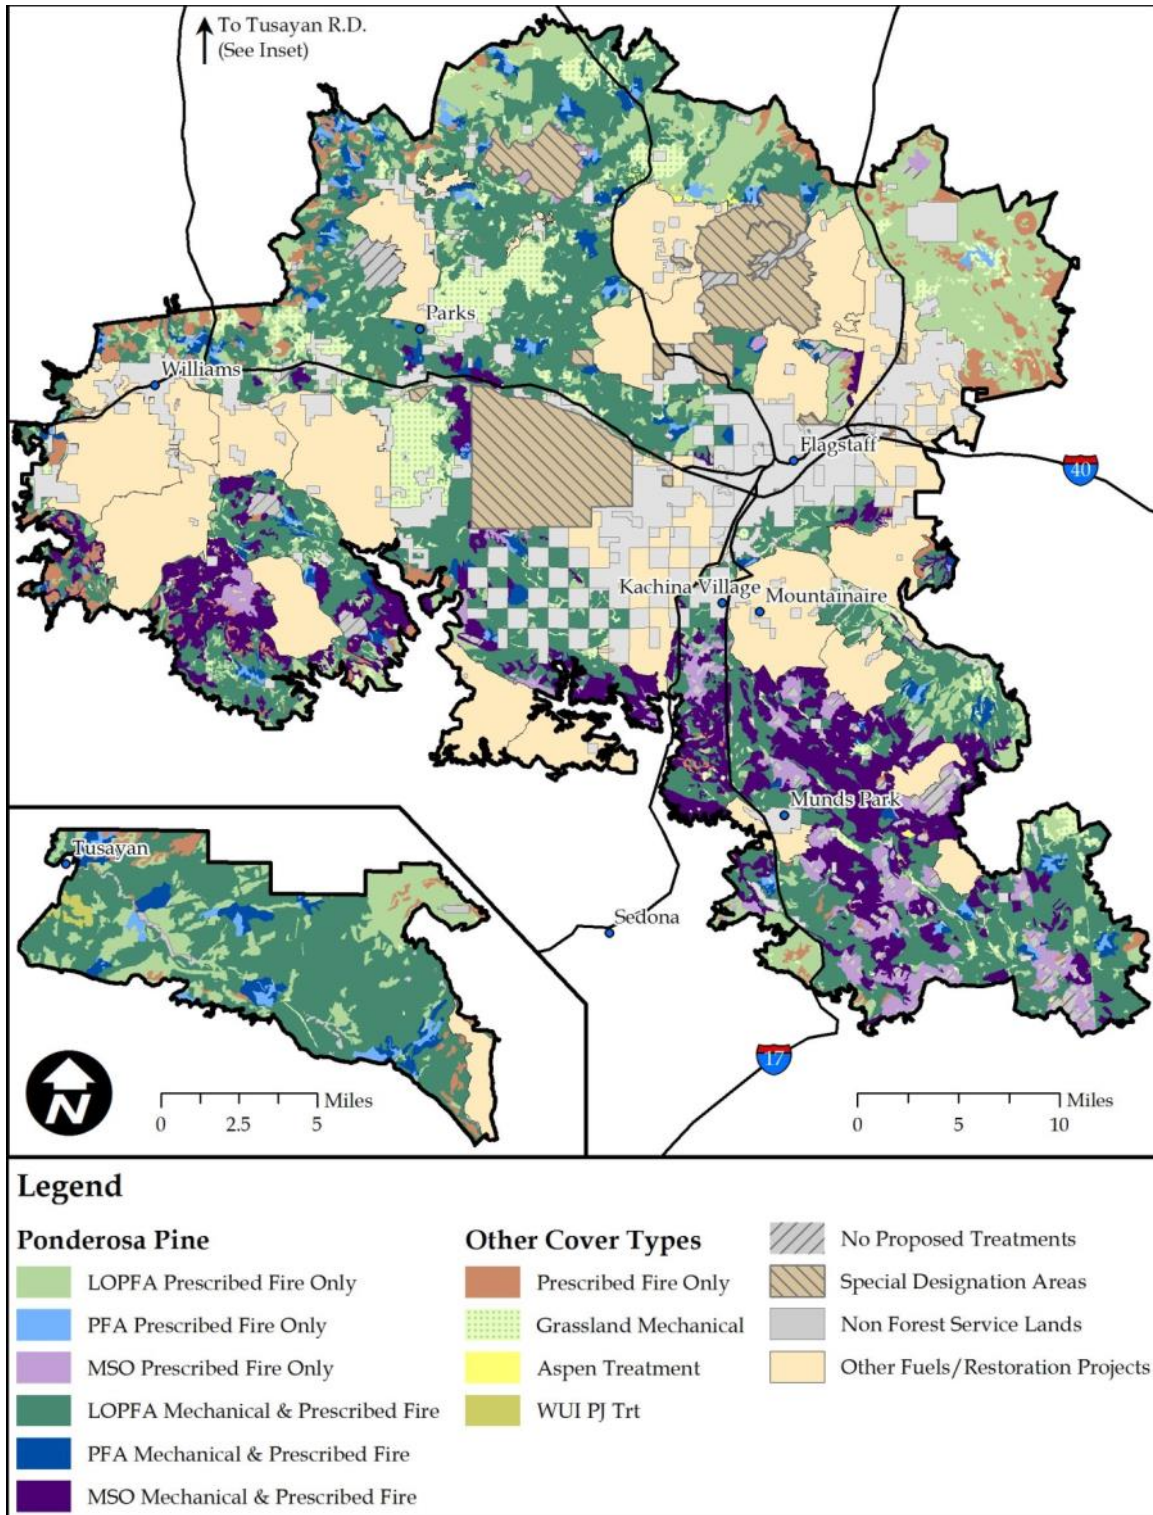 To Tusayan R.D.
(See Inset)
Parks
Williams
Flagstaff
40
Kachina Village
Mountainaire
Munds Park
Tusayan
Sedona
17
N
Miles
0 2.5 5
Miles
0 5 10
Legend
Ponderosa Pine
LOPFA Prescribed Fire Only
PFA Prescribed Fire Only
MSO Prescribed Fire Only
LOPFA Mechanical & Prescribed Fire
PFA Mechanical & Prescribed Fire
MSO Mechanical & Prescribed Fire
Other Cover Types
Prescribed Fire Only
Grassland Mechanical
Aspen Treatment
WUI PJ Trt
No Proposed Treatments
Special Designation Areas
Non Forest Service Lands
Other Fuels/Restoration Projects